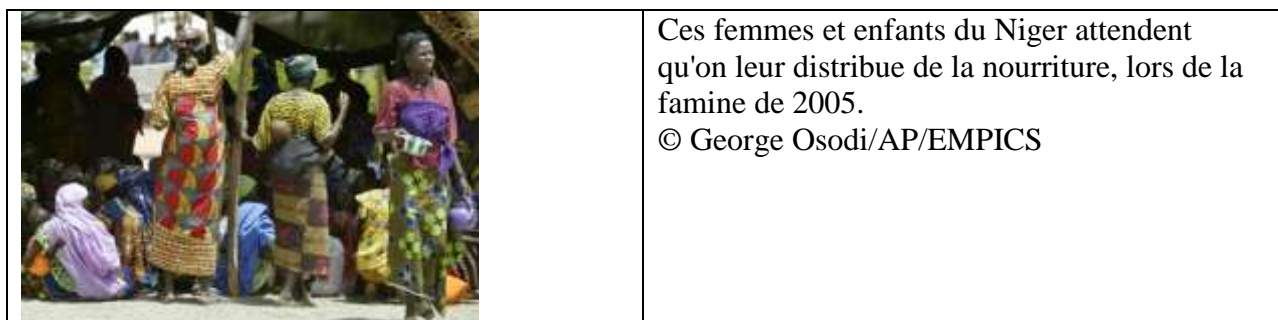 Ces femmes et enfants du Niger attendent
qu'on leur distribue de la nourriture, lors de la
famine de 2005.
© George Osodi/AP/EMPICS